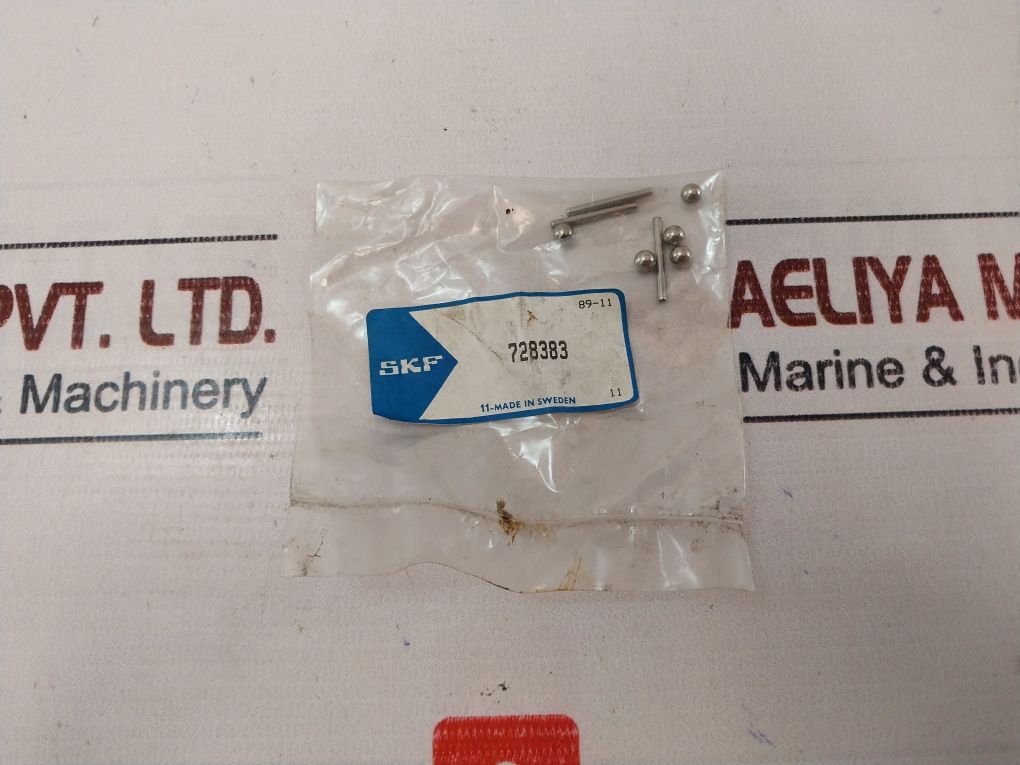 PVT. LTD.
& Machinery
AELIYA M
Marine & In
89-11
SKF
728383
11
11-MADE IN SWEDEN